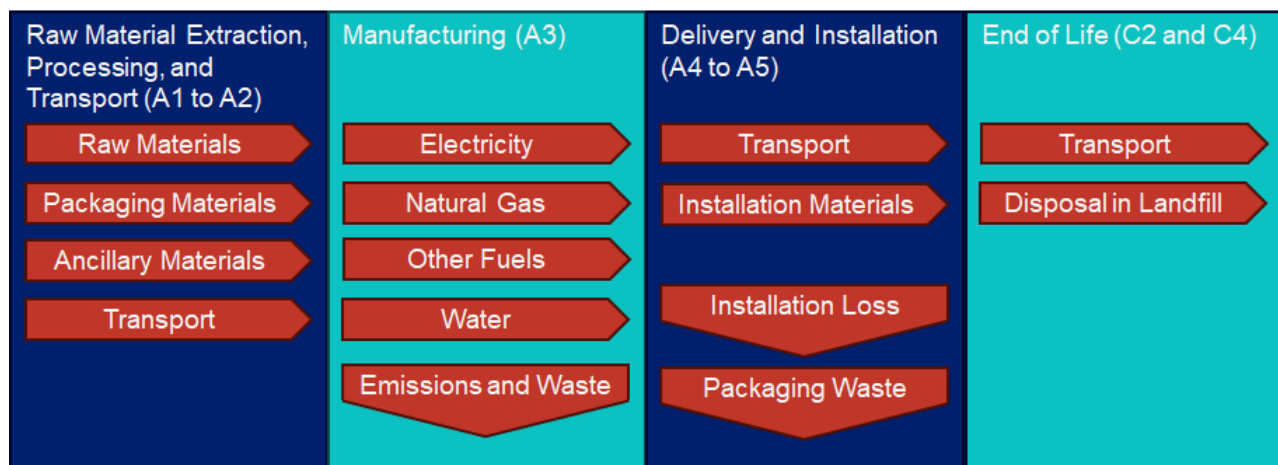 Raw Material Extraction,
Processing, and
Transport (A1 to A2)
Raw Materials
Packaging Materials
Ancillary Materials
Transport
Manufacturing (A3)
Electricity
Natural Gas
Other Fuels
Water
Emissions and Waste
Delivery and Installation
(A4 to A5)
Transport
Installation Materials
Installation Loss
Packaging Waste
End of Life (C2 and C4)
Transport
Disposal in Landfill